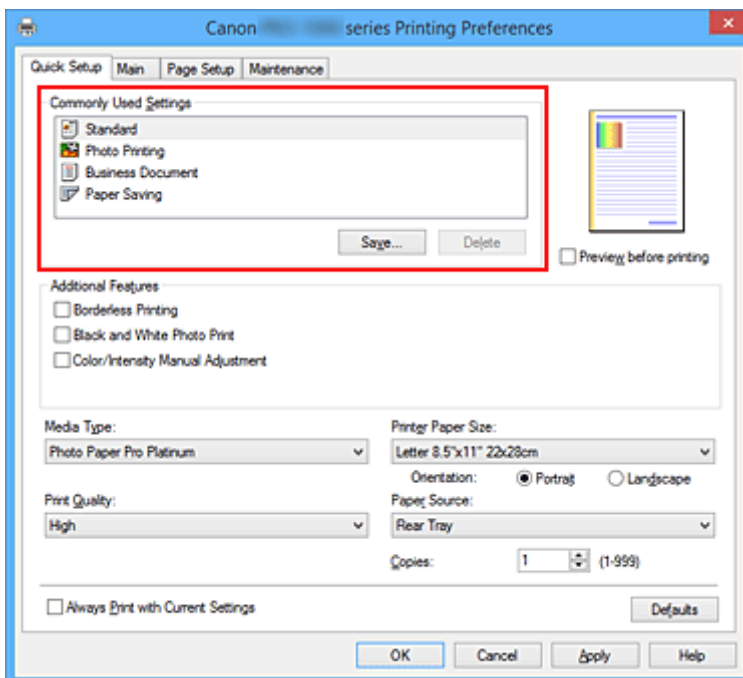 Canon series Printing Preferences
Quick Setup Main Page Setup Maintenance
Commonly Used Settings
Standard
Photo Printing
Business Document
Paper Saving
Save... Delete
Preview before printing
Additional Features
Borderless Printing
Black and White Photo Print
Color/Intensity Manual Adjustment
Media Type:
Photo Paper Pro Platinum
Printer Paper Size:
Letter 8.5"x11" 22x28cm
Orientation: Portrait Landscape
Print Quality:
High
Paper Source:
Rear Tray
Copies: 1 (1-999)
Always Print with Current Settings
Defaults
OK Cancel Apply Help